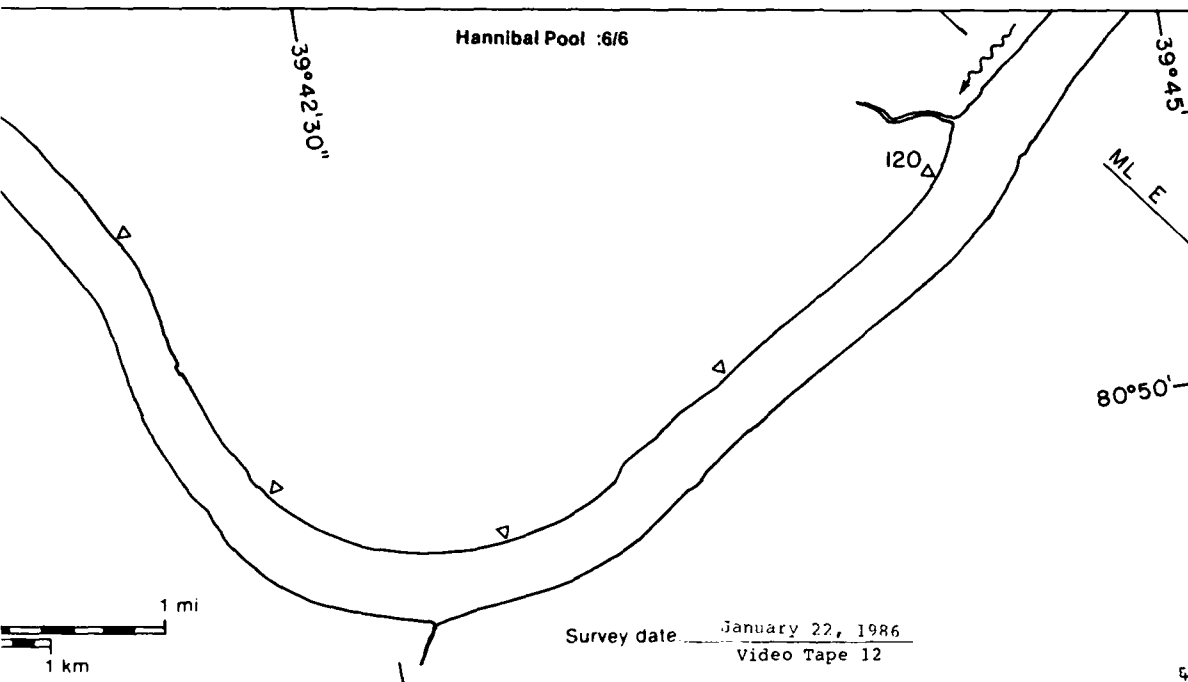 Hannibal Pool :6/6
39°42'30"
39°45'
120
ML E
80°50'
1 mi
1 km
Survey date January 22, 1986
Video Tape 12